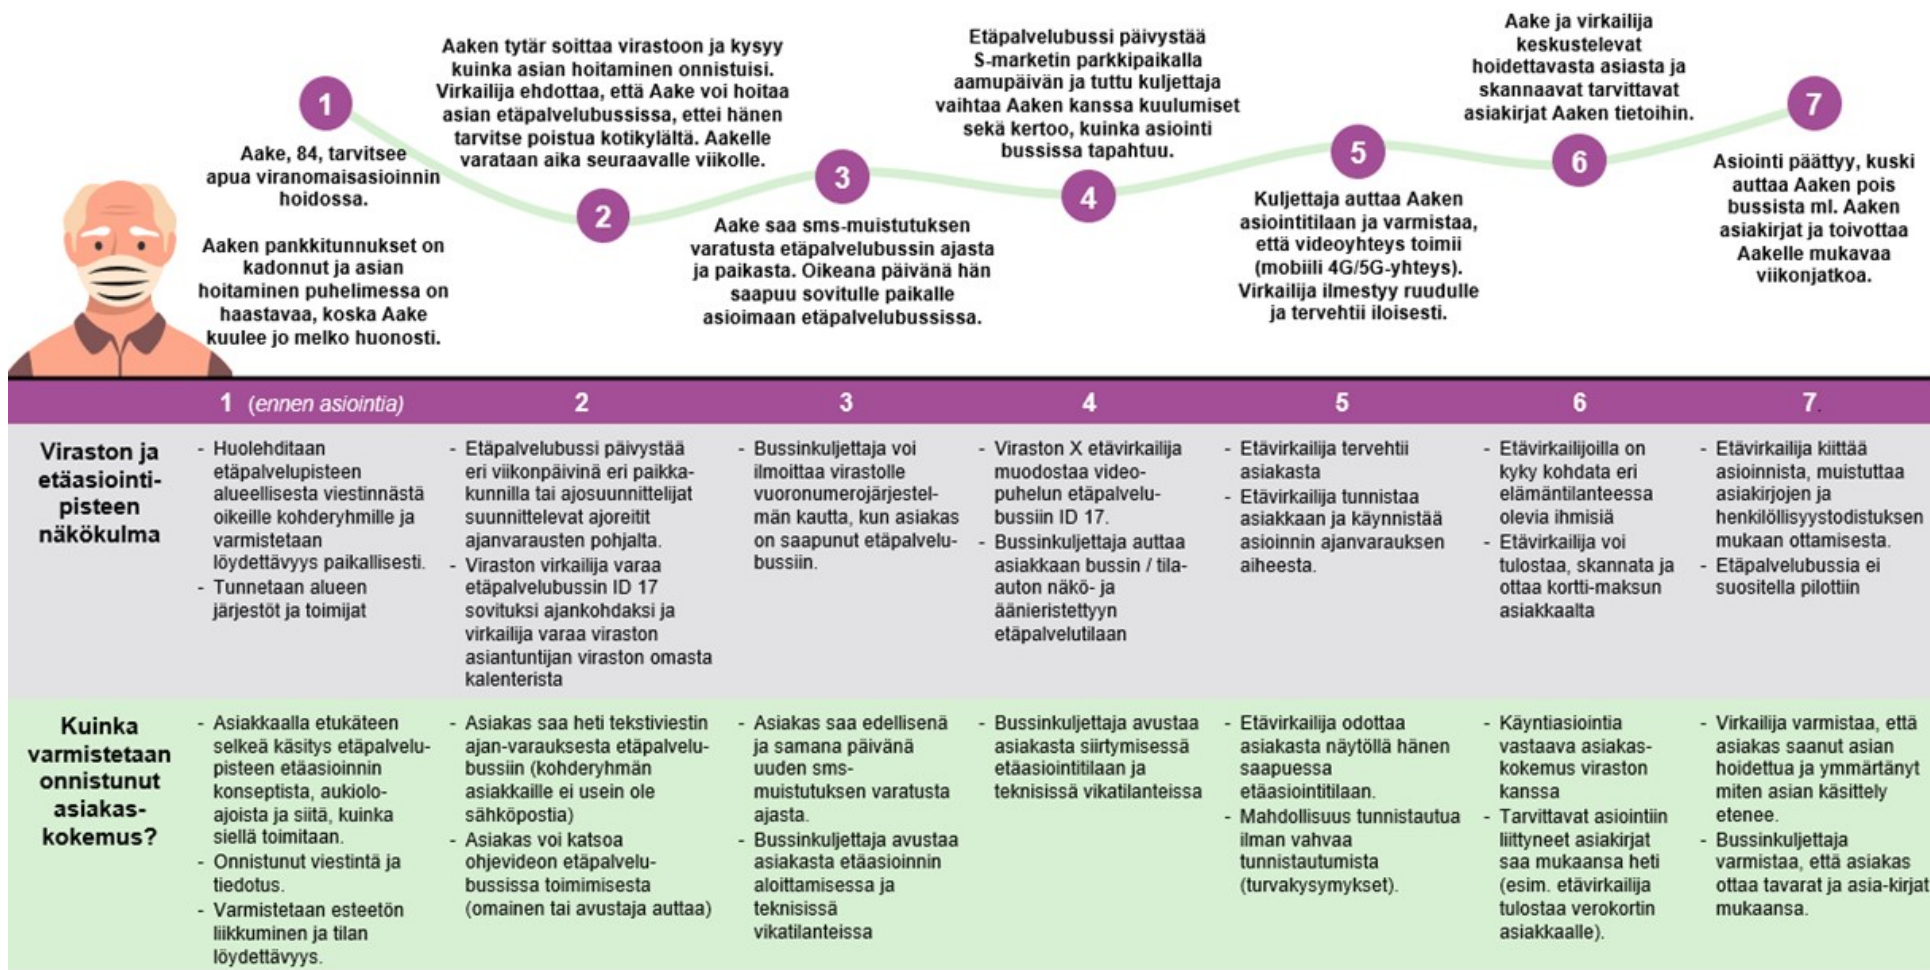 1
Aake, 84, tarvitsee
apua viranomaisasioinnin
hoidossa.
Aaken pankkitunnukset on
kadonnut ja asian
hoitaminen puhelimessa on
haastavaa, koska Aake
kuulee jo melko huonosti.
Aaken tytär soittaa virastoon ja kysyy
kuinka asian hoitaminen onnistuisi.
Virkailija ehdottaa, että Aake voi hoitaa
asian etäpalvelubussissa, ettei hänen
tarvitse poistua kotikylältä. Aakelle
varataan aika seuraavalle viikolle.
2
3
Aake saa sms-muistutuksen
varatusta etäpalvelubussin ajasta
ja paikasta. Oikeana päivänä hän
saapuu sovitulle paikalle
asioimaan etäpalvelubussissa.
Etäpalvelubussi päivystää
S-marketin parkkipaikalla
aamupäivän ja tuttu kuljettaja
vaihtaa Aaken kanssa kuulumiset
sekä kertoo, kuinka asiointi
bussissa tapahtuu.
4
5
Kuljettaja auttaa Aaken
asiointitilaan ja varmistaa,
että videoyhteys toimii
(mobiili 4G/5G-yhteys).
Virkailija ilmestyy ruudulle
ja tervehtii iloisesti.
Aake ja virkailija
keskustelevat
hoidettavasta asiasta ja
skannaavat tarvittavat
asiakirjat Aaken tietoihin.
6
7
Asiointi päättyy, kuski
auttaa Aaken pois
bussista ml. Aaken
asiakirjat ja toivottaa
Aakelle mukavaa
viikonjatkoa.
1 (ennen asiointia)
2
3
4
5
6
7.
Viraston ja
etäasiointi-
pisteen
näkökulma
- Huolehditaan
etäpalvelupisteen
alueellisesta viestinnästä
oikeille kohderyhmille ja
varmistetaan
löydettävyys paikallisesti.
- Tunnetaan alueen
järjestöt ja toimijat
- Etäpalvelubussi päivystää
eri viikonpäivinä eri paikka-
kunnilla tai ajosuunnittelijat
suunnittelevat ajoreitit
ajanvarausten pohjalta.
- Viraston virkailija varaa
etäpalvelubussin ID 17
sovituksi ajankohdaksi ja
virkailija varaa viraston
asiantuntijan viraston omasta
kalenterista
- Bussinkuljettaja voi
ilmoittaa virastolle
vuoronumerojärjestel-
män kautta, kun asiakas
on saapunut etäpalvelu-
bussiin.
- Viraston X etävirkailija
muodostaa video-
puhelun etäpalvelu-
bussiin ID 17.
- Bussinkuljettaja auttaa
asiakkaan bussin / tila-
auton näkö- ja
äänieristettyyn
etäpalvelutilaan
- Etävirkailija tervehtii
asiakasta
- Etävirkailija tunnistaa
asiakkaan ja käynnistää
asioinnin ajanvarauksen
aiheesta.
- Etävirkailijoilla on
kyky kohdata eri
elämäntilanteessa
olevia ihmisiä
- Etävirkailija voi
tulostaa, skannata ja
ottaa kortti-maksun
asiakkaalta
- Etävirkailija kiittää
asioinnista, muistuttaa
asiakirjojen ja
henkilöllisyystodistuksen
mukaan ottamisesta.
- Etäpalvelubussia ei
suositella pilottiin
Kuinka
varmistetaan
onnistunut
asiakas-
kokemus?
- Asiakkaalla etukäteen
selkeä käsitys etäpalvelu-
pisteen etäasioinnin
konseptista, aukiolo-
ajoista ja siitä, kuinka
siellä toimitaan.
- Onnistunut viestintä ja
tiedotus.
- Varmistetaan esteetön
liikkuminen ja tilan
löydettävyys.
- Asiakas saa heti tekstiviestin
ajan-varauksesta etäpalvelu-
bussiin (kohderyhmän
asiakkaille ei usein ole
sähköpostia)
- Asiakas voi katsoa
ohjevideon etäpalvelu-
bussissa toimimisesta
(omainen tai avustaja auttaa)
- Asiakas saa edellisenä
ja samana päivänä
uuden sms-
muistutuksen varatusta
ajasta.
- Bussinkuljettaja avustaa
asiakasta etäasioinnin
aloittamisessa ja
teknisissä
vikatilanteissa
- Bussinkuljettaja avustaa
asiakasta siirtymisessä
etäasiointitilaan ja
teknisissä vikatilanteissa
- Etävirkailija odottaa
asiakasta näytöllä hänen
saapuessa
etäasiointitilaan.
- Mahdollisuus tunnistautua
ilman vahvaa
tunnistautumista
(turvakysymykset).
- Käyntiasiointia
vastaava asiakas-
kokemus viraston
kanssa
- Tarvittavat asiointiin
liittyneet asiakirjat
saa mukaansa heti
(esim. etävirkailija
tulostaa verokortin
asiakkaalle).
- Virkailija varmistaa, että
asiakas saanut asian
hoidettua ja ymmärtänyt
miten asian käsittely
etenee.
- Bussinkuljettaja
varmistaa, että asiakas
ottaa tavarat ja asia-kirjat
mukaansa.